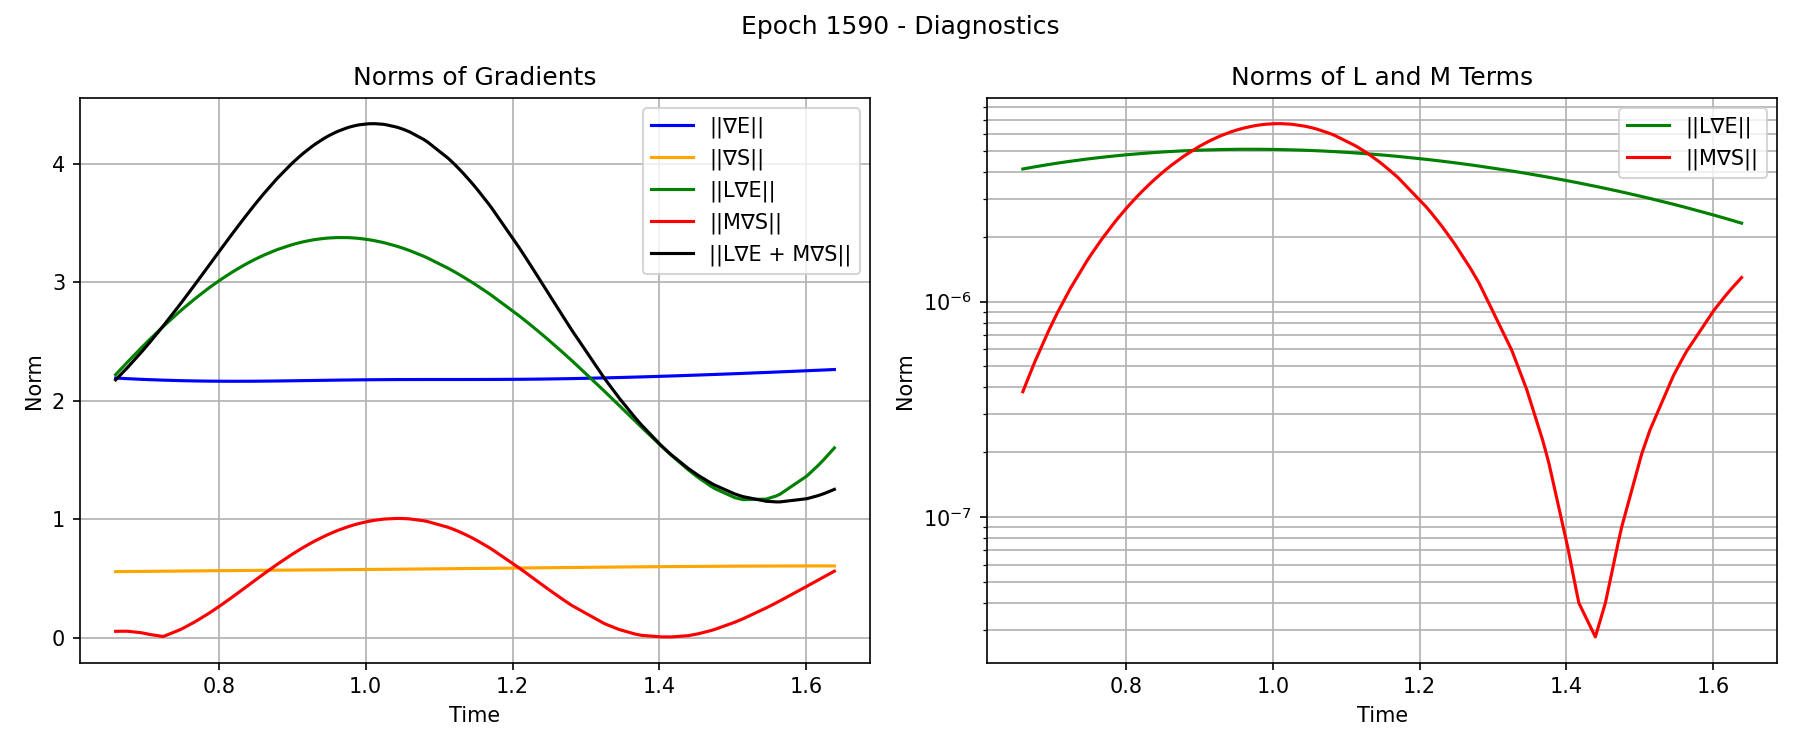 Epoch 1590 - Diagnostics
Norms of Gradients
Norm
4
3
2
1
0
0.8 1.0 1.2 1.4 1.6
Time
||∇E||
||∇S||
||L∇E||
||M∇S||
||L∇E + M∇S||
Norms of L and M Terms
Norm
10⁻⁶
10⁻⁷
0.8 1.0 1.2 1.4 1.6
Time
||L∇E||
||M∇S||